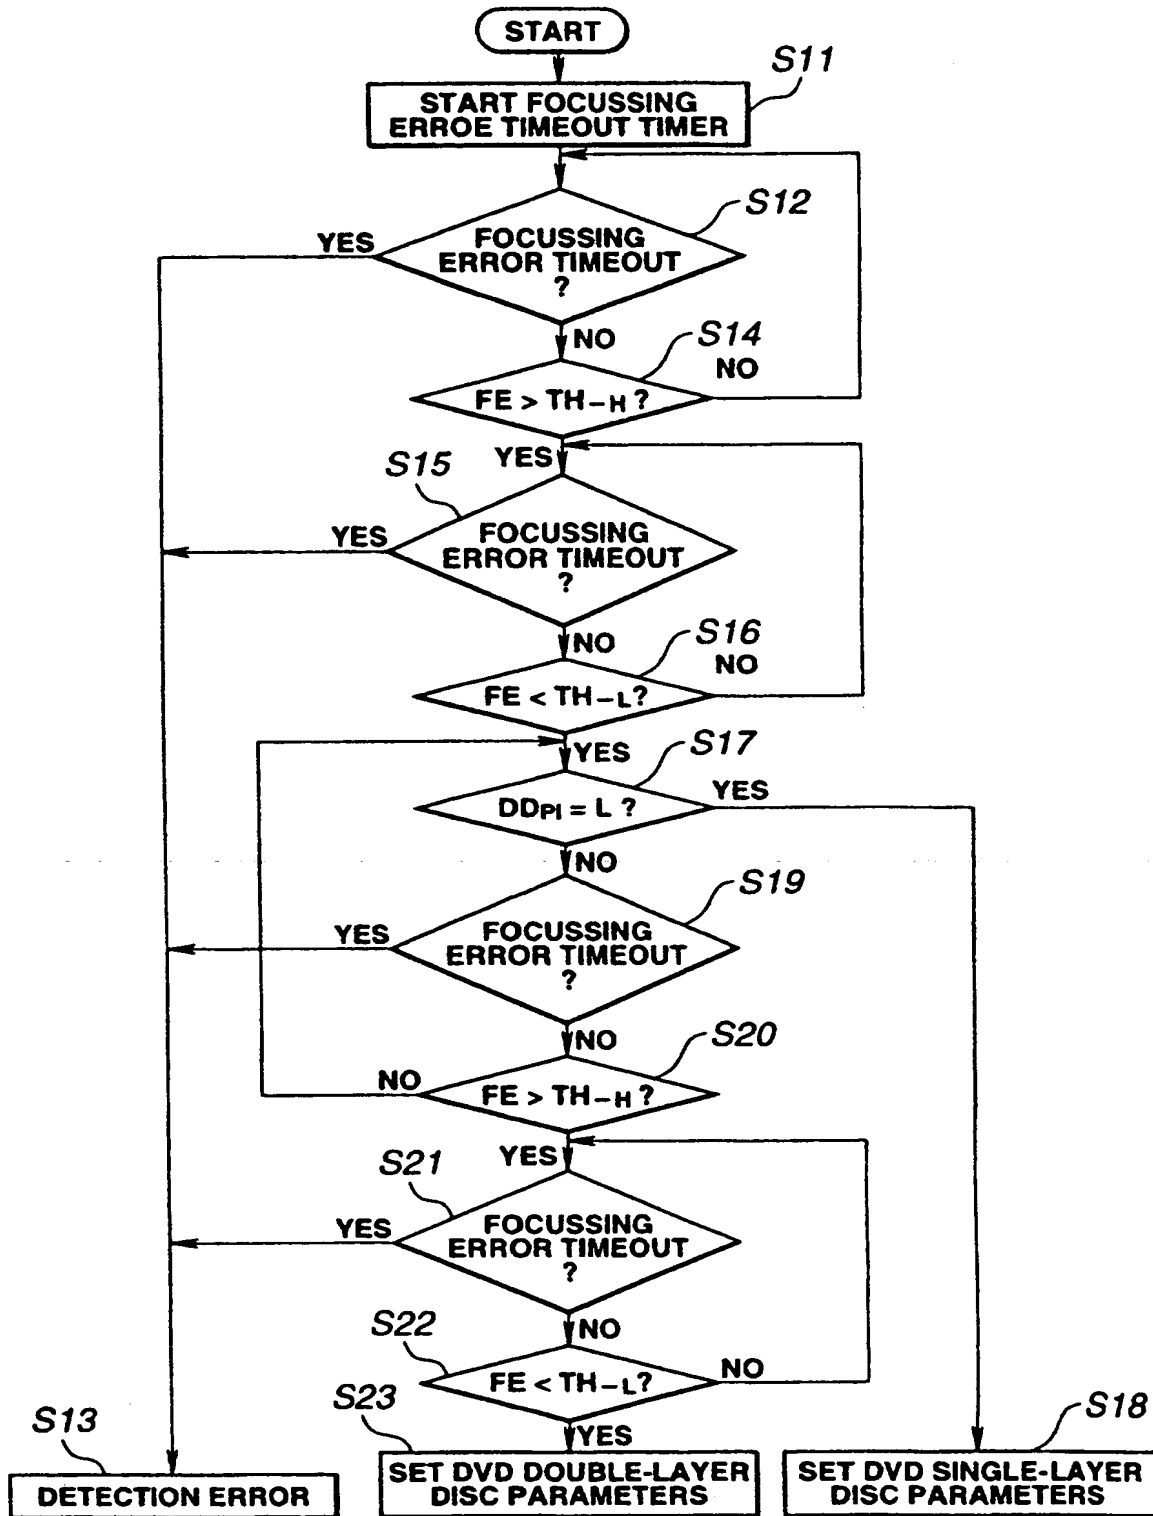 START
S11
START FOCUSSING
ERROE TIMEOUT TIMER
S12
YES
FOCUSSING
ERROR TIMEOUT
?
NO
S14
NO
FE > TH-H ?
YES
S15
YES
FOCUSSING
ERROR TIMEOUT
?
NO
S16
NO
FE < TH-L?
YES
S17
YES
DDPI = L ?
NO
S19
YES
FOCUSSING
ERROR TIMEOUT
?
NO
S20
NO
FE > TH-H ?
YES
S21
YES
FOCUSSING
ERROR TIMEOUT
?
NO
S22
NO
FE < TH-L?
YES
S23
S13
S18
DETECTION ERROR
SET DVD DOUBLE-LAYER
DISC PARAMETERS
SET DVD SINGLE-LAYER
DISC PARAMETERS